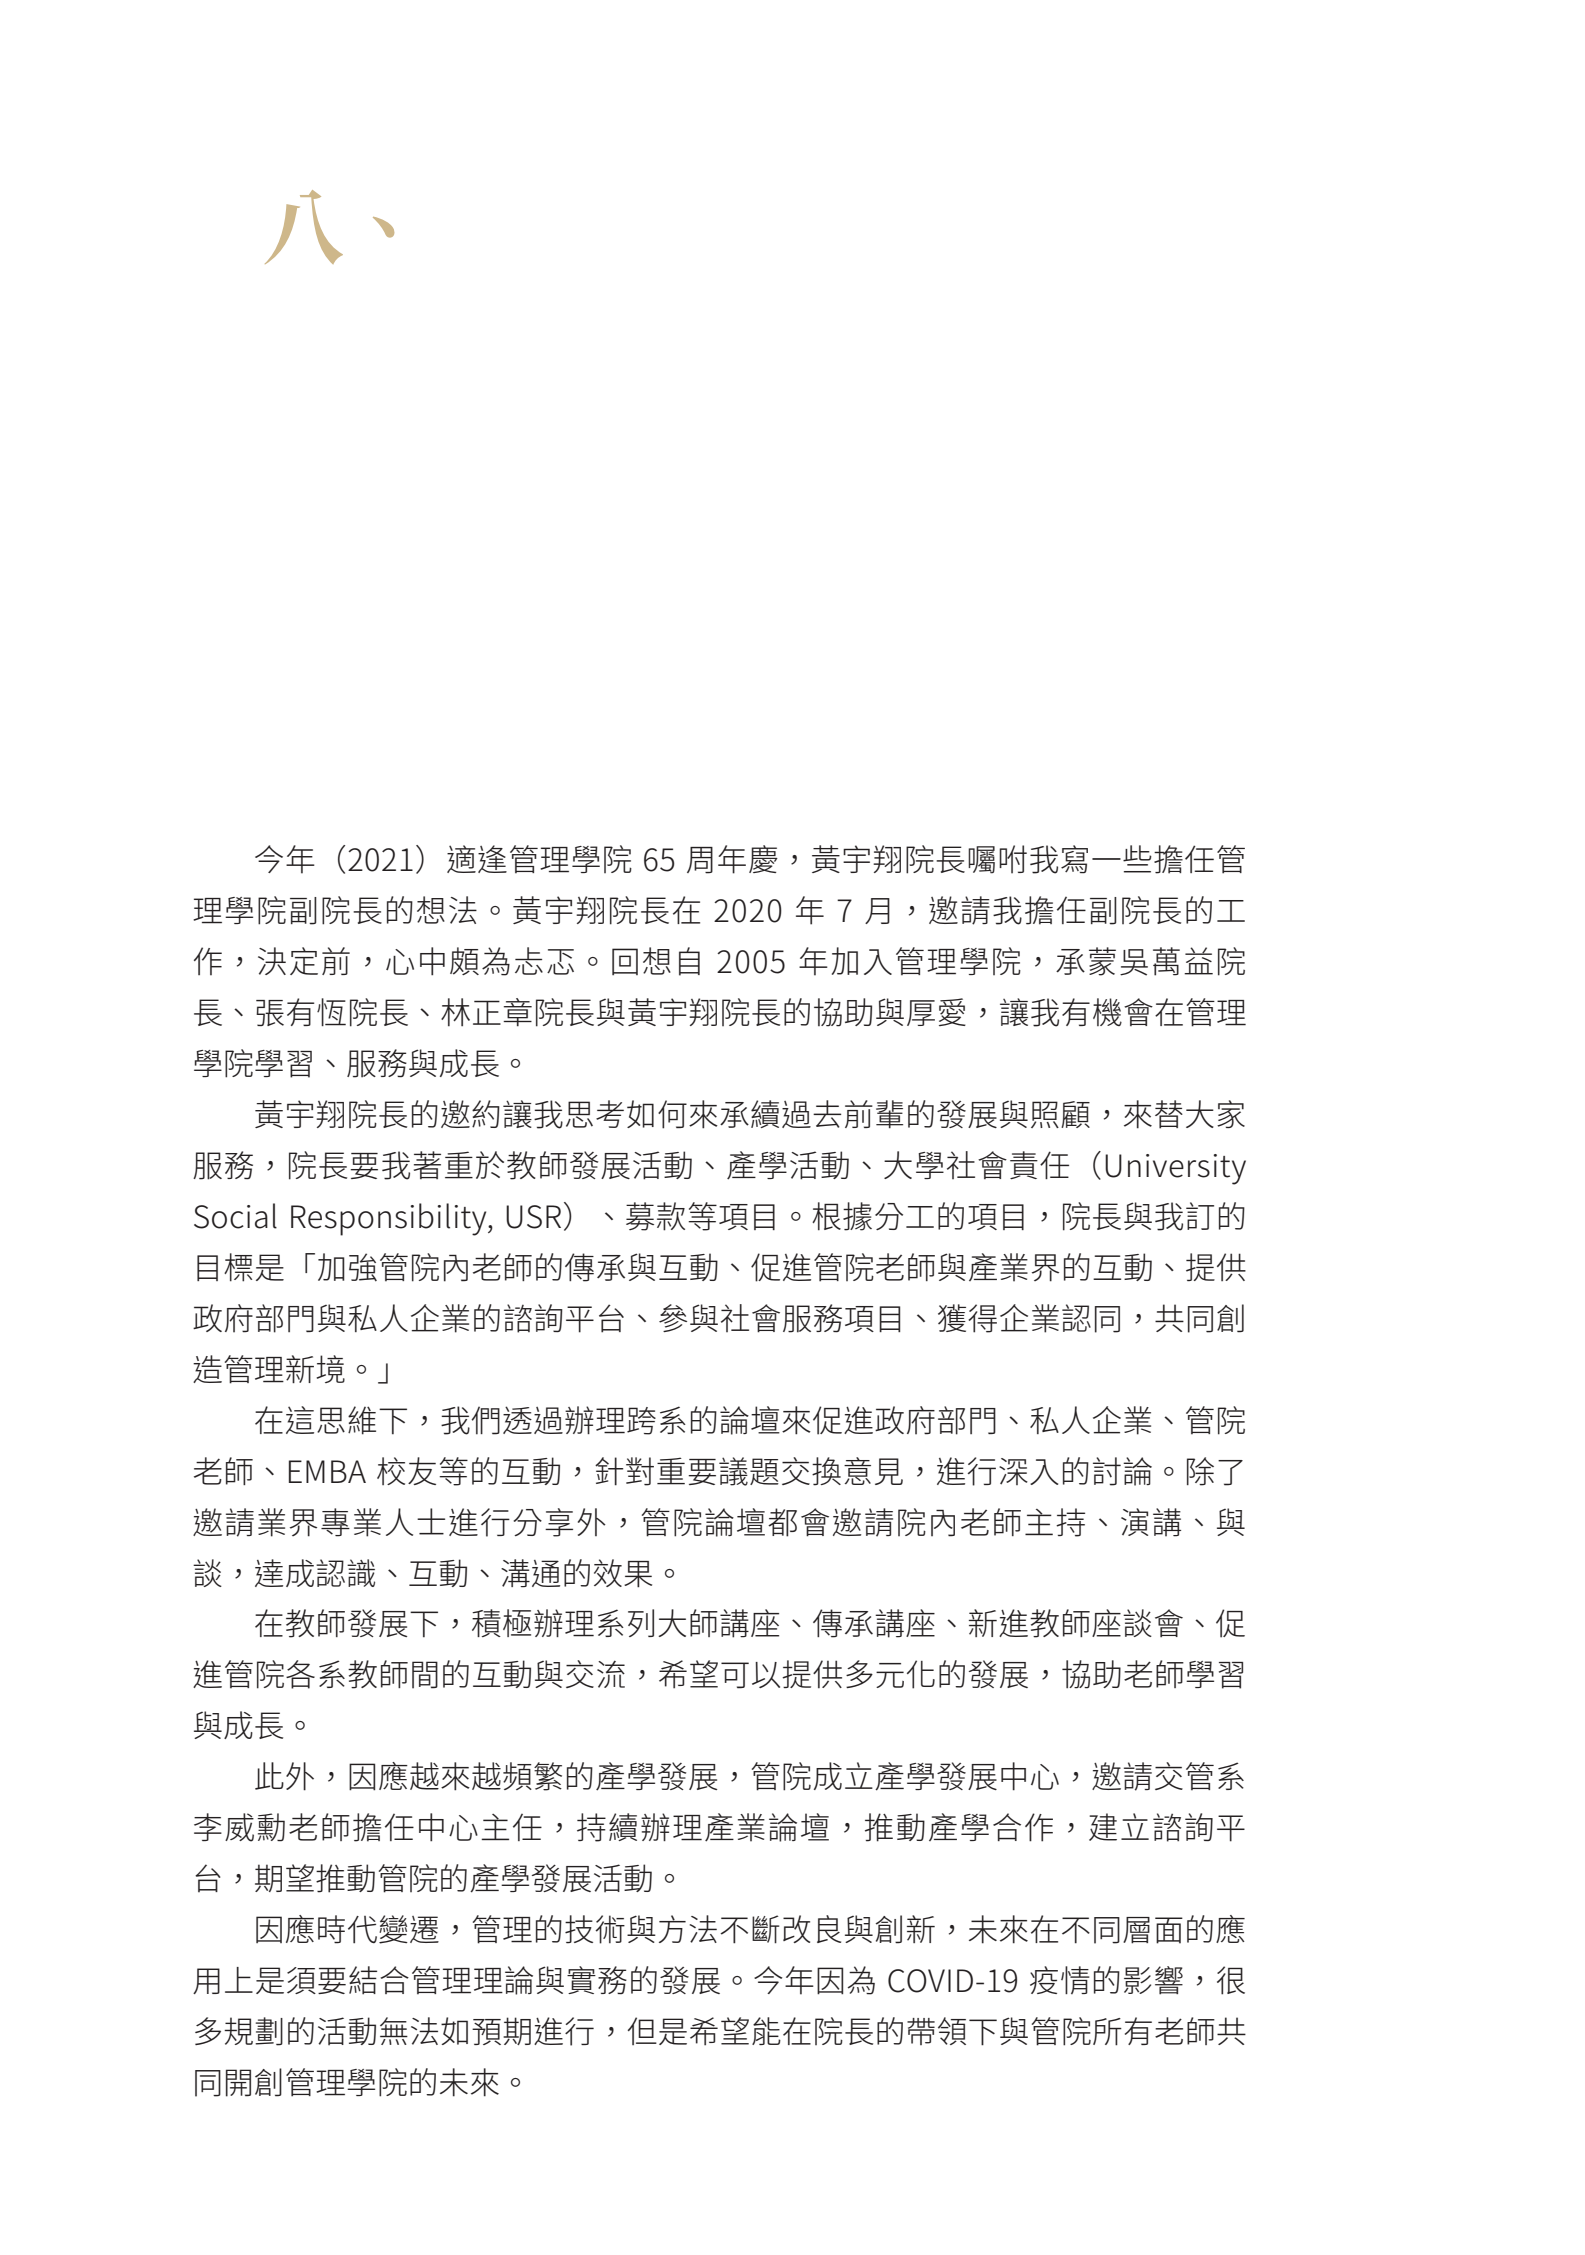 八、
今年（2021）適逢管理學院 65 周年慶，黃宇翔院長囑咐我寫一些擔任管
理學院副院長的想法。黃宇翔院長在 2020 年 7 月，邀請我擔任副院長的工
作，決定前，心中頗為忐忑。回想自 2005 年加入管理學院，承蒙吳萬益院
長、張有恆院長、林正章院長與黃宇翔院長的協助與厚愛，讓我有機會在管理
學院學習、服務與成長。
黃宇翔院長的邀約讓我思考如何來承續過去前輩的發展與照顧，來替大家
服務，院長要我著重於教師發展活動、產學活動、大學社會責任（University
Social Responsibility, USR）、募款等項目。根據分工的項目，院長與我訂的
目標是「加強管院內老師的傳承與互動、促進管院老師與產業界的互動、提供
政府部門與私人企業的諮詢平台、參與社會服務項目、獲得企業認同，共同創
造管理新境。」
在這思維下，我們透過辦理跨系的論壇來促進政府部門、私人企業、管院
老師、EMBA 校友等的互動，針對重要議題交換意見，進行深入的討論。除了
邀請業界專業人士進行分享外，管院論壇都會邀請院內老師主持、演講、與
談，達成認識、互動、溝通的效果。
在教師發展下，積極辦理系列大師講座、傳承講座、新進教師座談會、促
進管院各系教師間的互動與交流，希望可以提供多元化的發展，協助老師學習
與成長。
此外，因應越來越頻繁的產學發展，管院成立產學發展中心，邀請交管系
李威勳老師擔任中心主任，持續辦理產業論壇，推動產學合作，建立諮詢平
台，期望推動管院的產學發展活動。
因應時代變遷，管理的技術與方法不斷改良與創新，未來在不同層面的應
用上是須要結合管理理論與實務的發展。今年因為 COVID-19 疫情的影響，很
多規劃的活動無法如預期進行，但是希望能在院長的帶領下與管院所有老師共
同開創管理學院的未來。